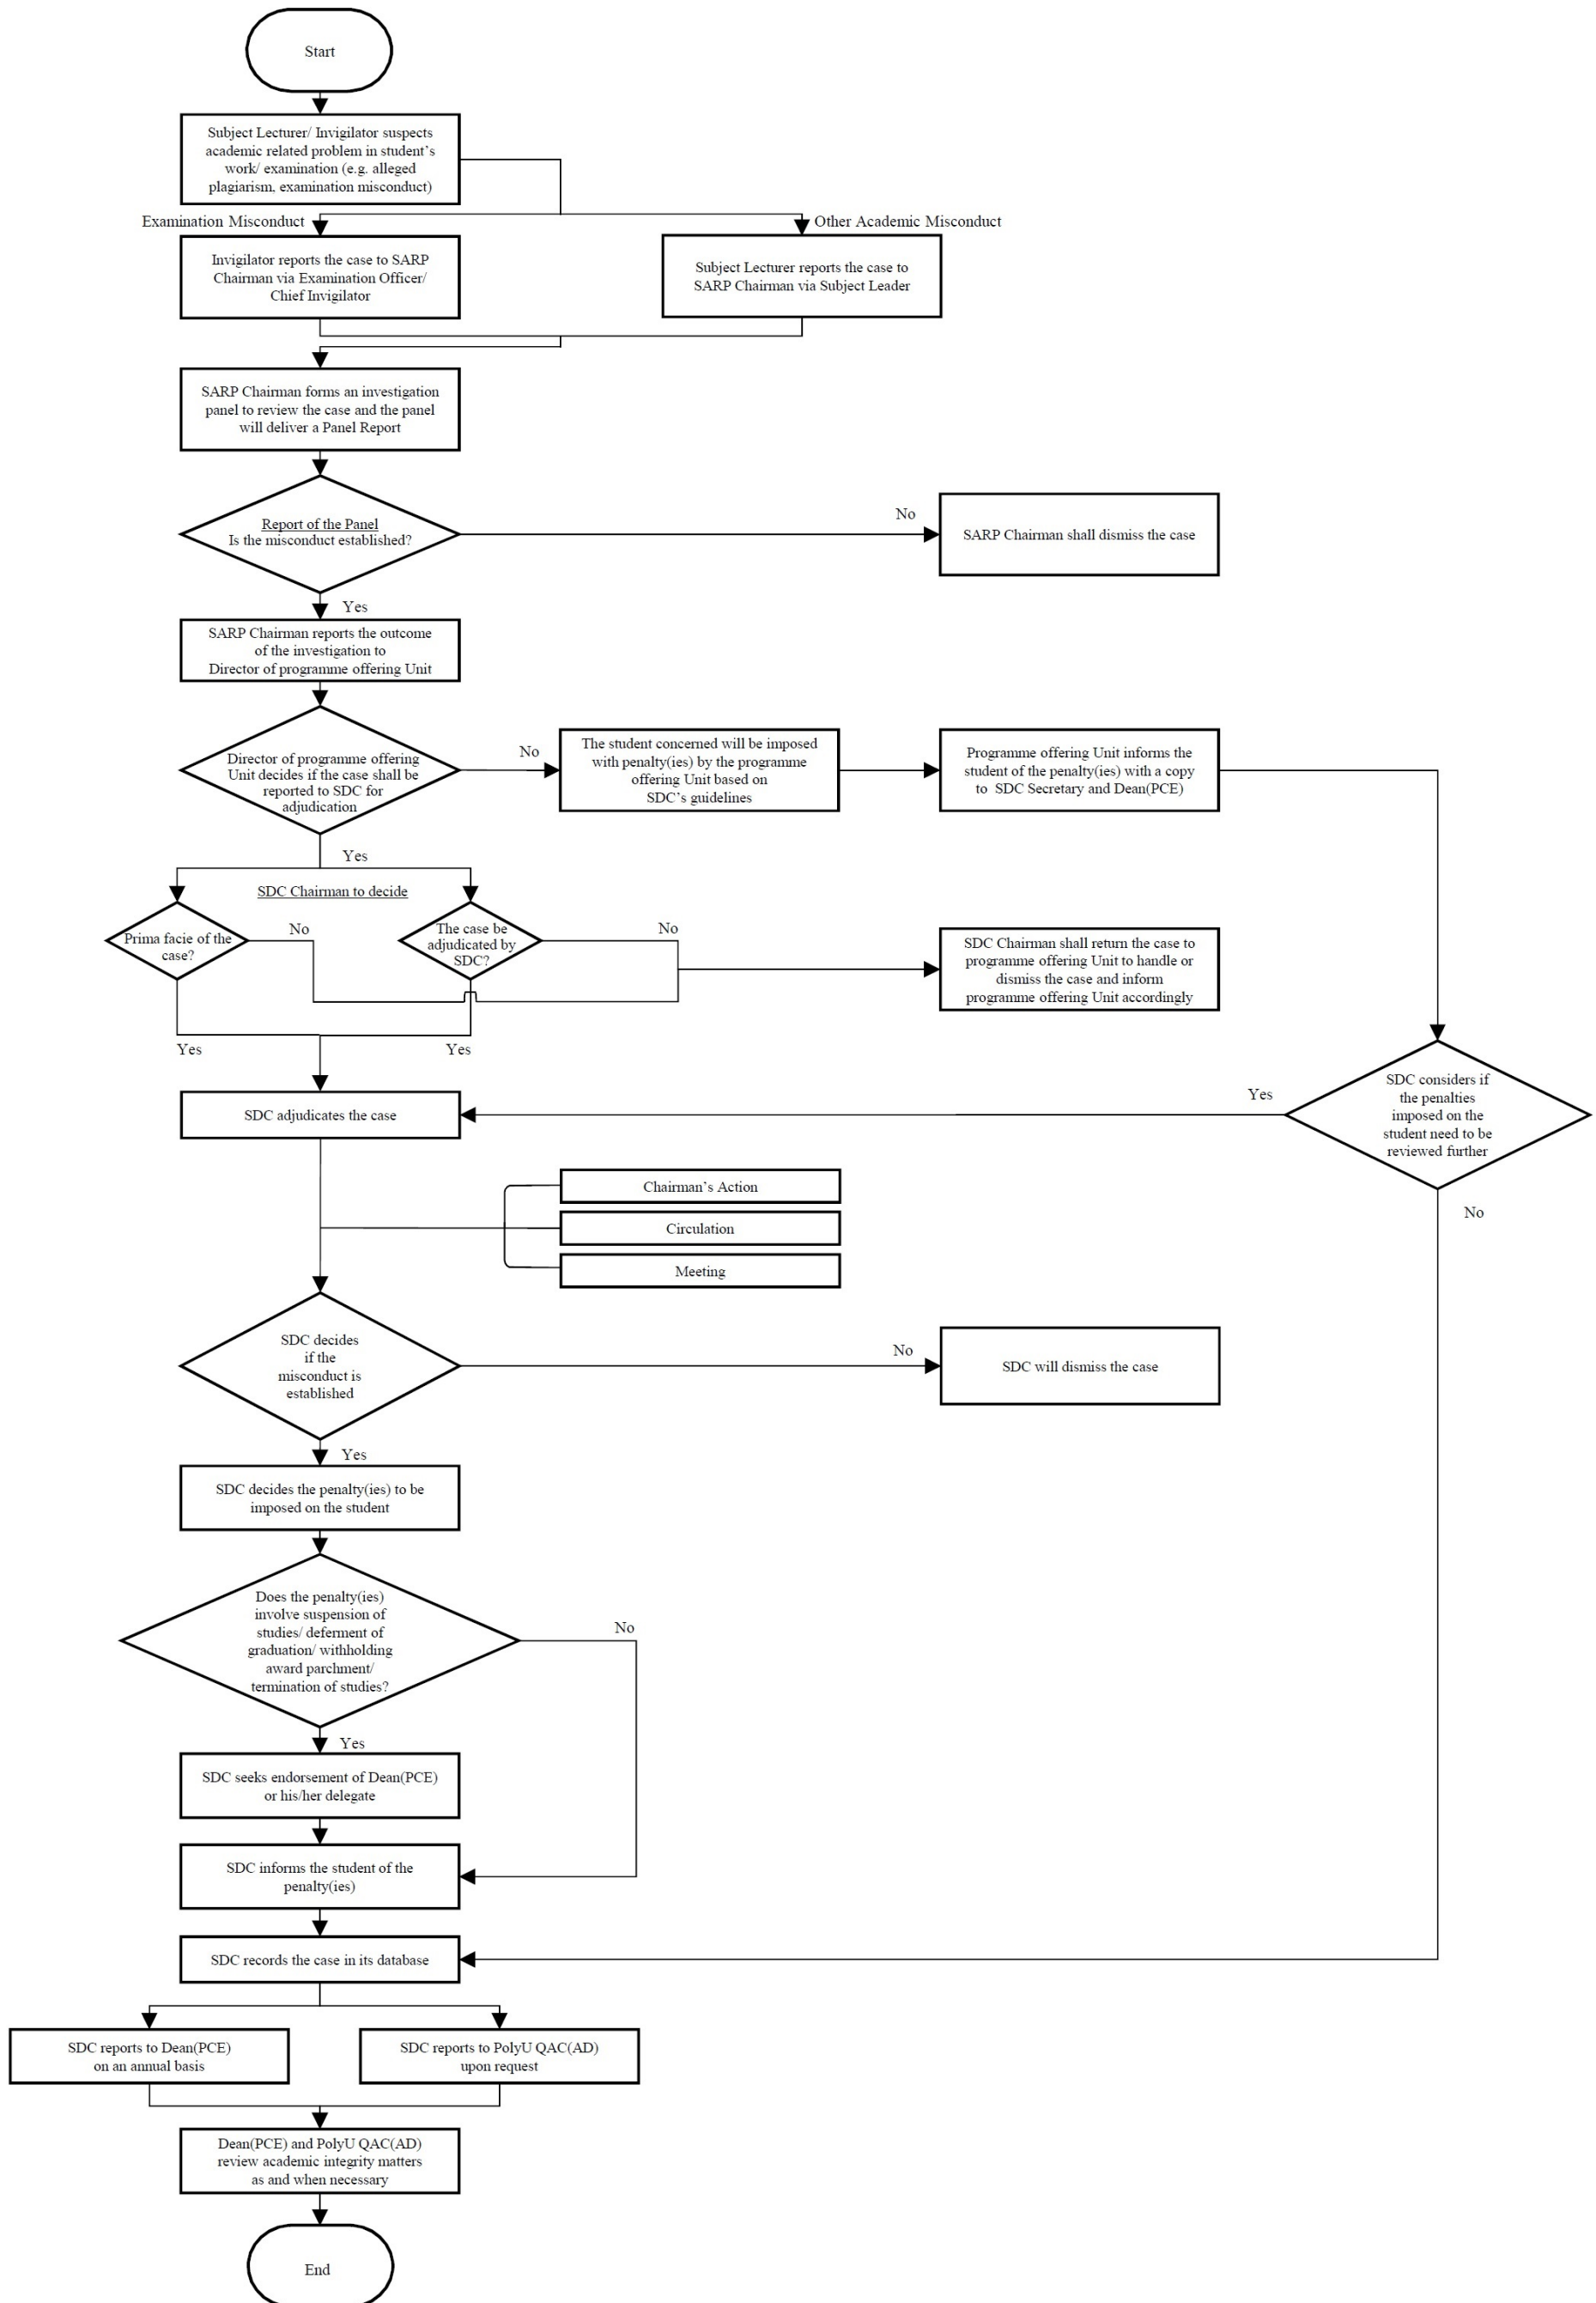 Start
Subject Lecturer/ Invigilator suspects
academic related problem in student's
work/ examination (e.g. alleged
plagiarism, examination misconduct)
Examination Misconduct
Other Academic Misconduct
Invigilator reports the case to SARP
Chairman via Examination Officer/
Chief Invigilator
Subject Lecturer reports the case to
SARP Chairman via Subject Leader
SARP Chairman forms an investigation
panel to review the case and the panel
will deliver a Panel Report
Report of the Panel
Is the misconduct established?
No
SARP Chairman shall dismiss the case
Yes
SARP Chairman reports the outcome
of the investigation to
Director of programme offering Unit
Director of programme offering
Unit decides if the case shall be
reported to SDC for
adjudication
No
The student concerned will be imposed
with penalty(ies) by the programme
offering Unit based on
SDC's guidelines
Programme offering Unit informs the
student of the penalty(ies) with a copy
to SDC Secretary and Dean(PCE)
Yes
SDC Chairman to decide
Prima facie of the
case?
No
The case be
adjudicated by
SDC?
No
SDC Chairman shall return the case to
programme offering Unit to handle or
dismiss the case and inform
programme offering Unit accordingly
Yes
Yes
SDC considers if
the penalties
imposed on the
student need to be
reviewed further
Yes
No
SDC adjudicates the case
Chairman's Action
Circulation
Meeting
SDC decides
if the
misconduct is
established
No
SDC will dismiss the case
Yes
SDC decides the penalty(ies) to be
imposed on the student
Does the penalty(ies)
involve suspension of
studies/ deferment of
graduation/ withholding
award parchment/
termination of studies?
No
Yes
SDC seeks endorsement of Dean(PCE)
or his/her delegate
SDC informs the student of the
penalty(ies)
SDC records the case in its database
SDC reports to Dean(PCE)
on an annual basis
SDC reports to PolyU QAC(AD)
upon request
Dean(PCE) and PolyU QAC(AD)
review academic integrity matters
as and when necessary
End